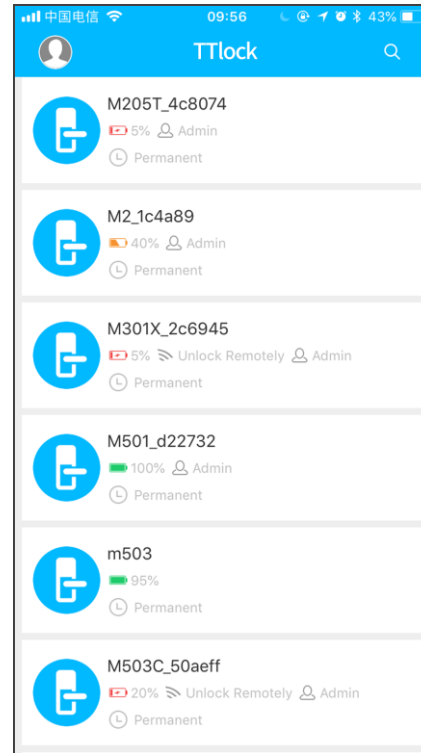 中国电信 09:56 43%
TTlock
M205T_4c8074
5% Admin
Permanent
M2_1c4a89
40% Admin
Permanent
M301X_2c6945
5% Unlock Remotely Admin
Permanent
M501_d22732
100% Admin
Permanent
m503
95%
Permanent
M503C_50aeff
20% Unlock Remotely Admin
Permanent